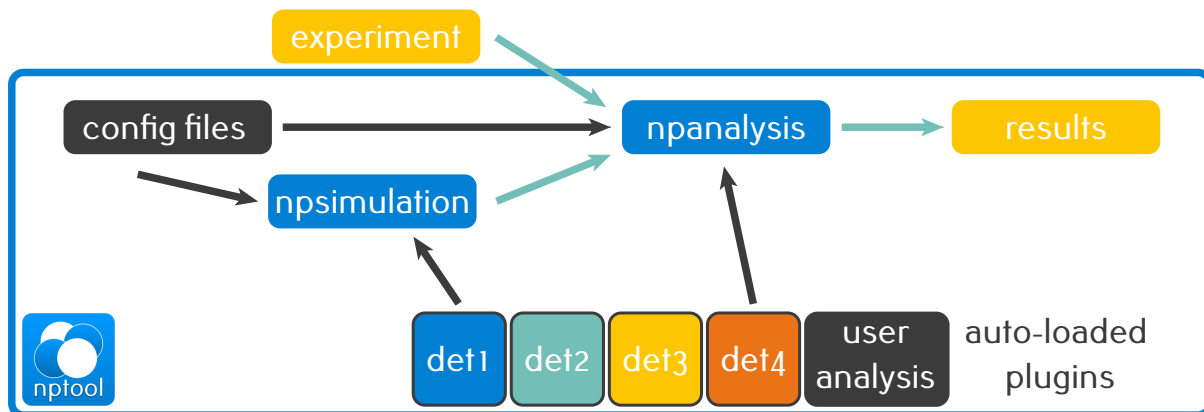 experiment
config files
npanalysis
results
npsimulation
det1
det2
det3
det4
user
analysis
auto-loaded
plugins
nptool